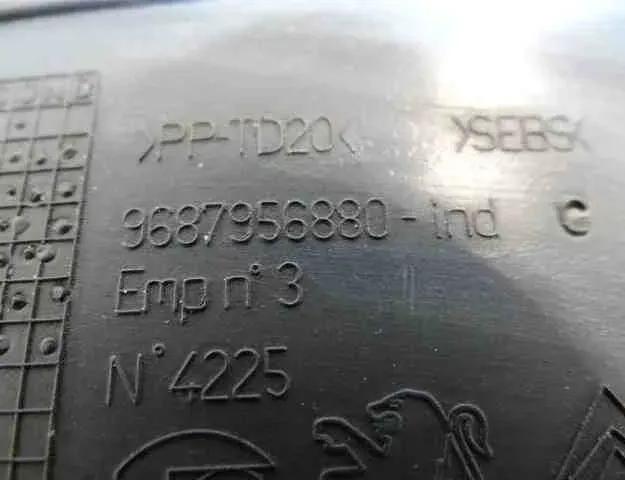 >PP-TD20< >SEBS<
9687956880-ind G
Emp n°3
N°4225